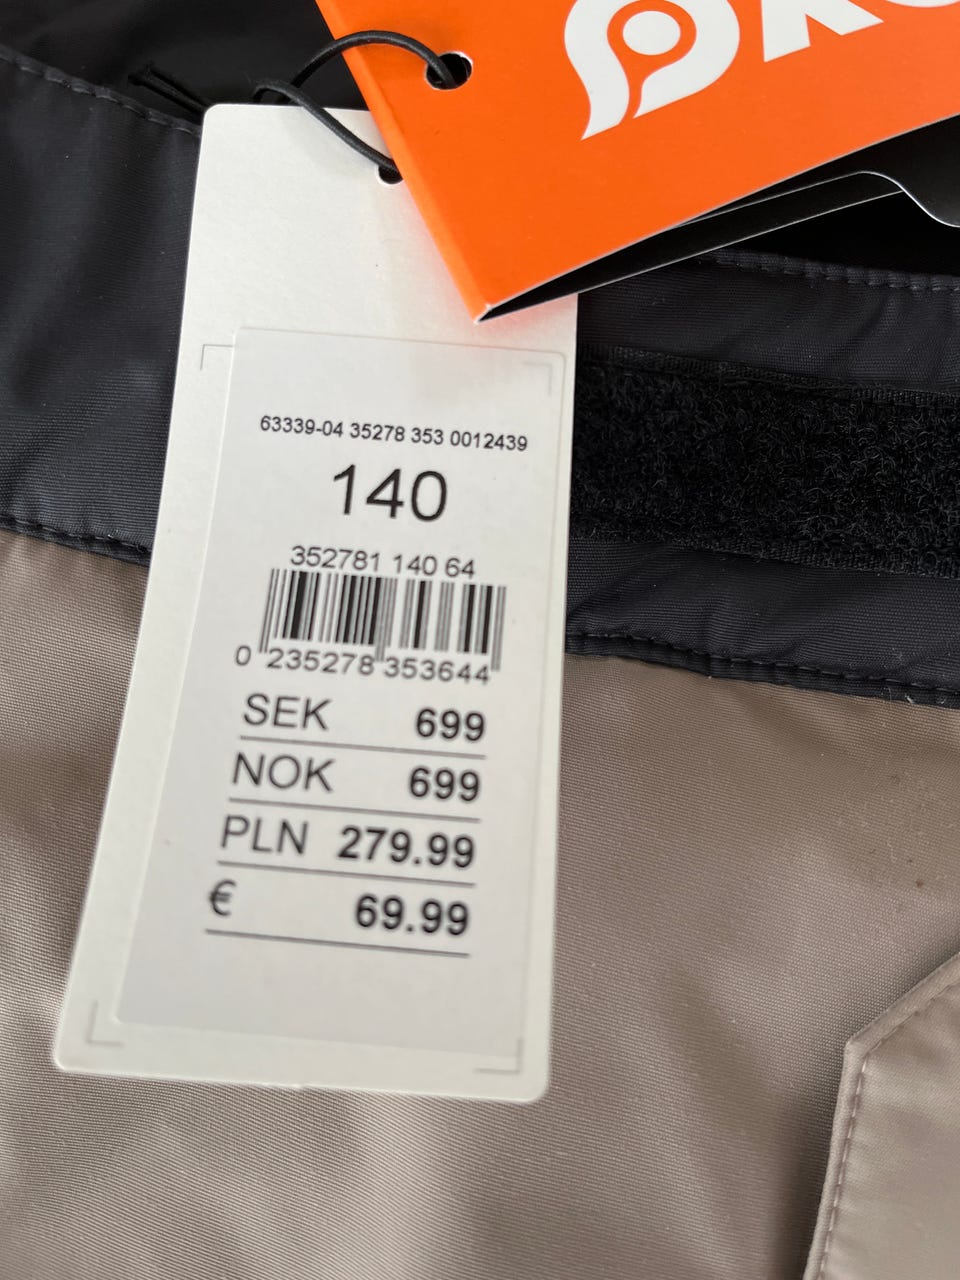 63339-04 35278 353 0012439
140
352781 140 64
0 235278 353644
SEK 699
NOK 699
PLN 279.99
€ 69.99